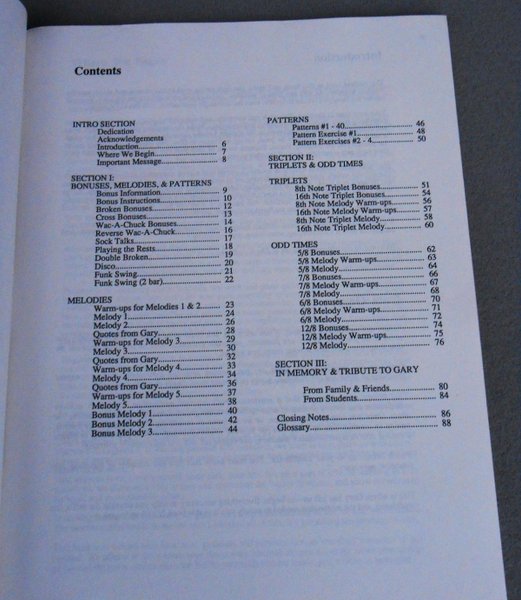 Contents
INTRO SECTION
Dedication
Acknowledgements
Introduction.......... 6
Where We Begin.......... 7
Important Message.......... 8
SECTION I:
BONUSES, MELODIES, & PATTERNS
Bonus Information.......... 9
Bonus Instructions.......... 10
Broken Bonuses.......... 12
Cross Bonuses.......... 13
Wac-A-Chuck Bonuses.......... 14
Reverse Wac-A-Chuck.......... 16
Sock Talks.......... 17
Playing the Rests.......... 18
Double Broken.......... 19
Disco.......... 20
Funk Swing.......... 21
Funk Swing (2 bar).......... 22
MELODIES
Warm-ups for Melodies 1 & 2.......... 23
Melody 1.......... 24
Melody 2.......... 26
Quotes from Gary.......... 28
Warm-ups for Melody 3.......... 29
Melody 3.......... 30
Quotes from Gary.......... 32
Warm-ups for Melody 4.......... 33
Melody 4.......... 34
Quotes from Gary.......... 36
Warm-ups for Melody 5.......... 37
Melody 5.......... 38
Bonus Melody 1.......... 40
Bonus Melody 2.......... 42
Bonus Melody 3.......... 44
PATTERNS
Patterns #1 - 40.......... 46
Pattern Exercise #1.......... 48
Pattern Exercises #2 - 4.......... 50
SECTION II:
TRIPLETS & ODD TIMES
TRIPLETS
8th Note Triplet Bonuses.......... 51
16th Note Triplet Bonuses.......... 54
8th Note Melody Warm-ups.......... 56
16th Note Melody Warm-ups.......... 57
8th Note Triplet Melody.......... 58
16th Note Triplet Melody.......... 60
ODD TIMES
5/8 Bonuses.......... 62
5/8 Melody Warm-ups.......... 63
5/8 Melody.......... 64
7/8 Bonuses.......... 66
7/8 Melody Warm-ups.......... 67
7/8 Melody.......... 68
6/8 Bonuses.......... 70
6/8 Melody Warm-ups.......... 71
6/8 Melody.......... 72
12/8 Bonuses.......... 74
12/8 Melody Warm-ups.......... 75
12/8 Melody.......... 76
SECTION III:
IN MEMORY & TRIBUTE TO GARY
From Family & Friends.......... 80
From Students.......... 84
Closing Notes.......... 86
Glossary.......... 88